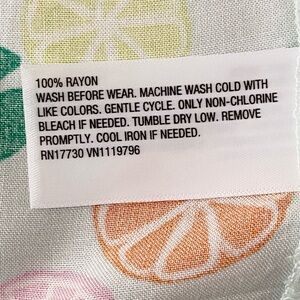 100% RAYON
WASH BEFORE WEAR. MACHINE WASH COLD WITH
LIKE COLORS. GENTLE CYCLE. ONLY NON-CHLORINE
BLEACH IF NEEDED. TUMBLE DRY LOW. REMOVE
PROMPTLY. COOL IRON IF NEEDED.
RN17730 VN1119796